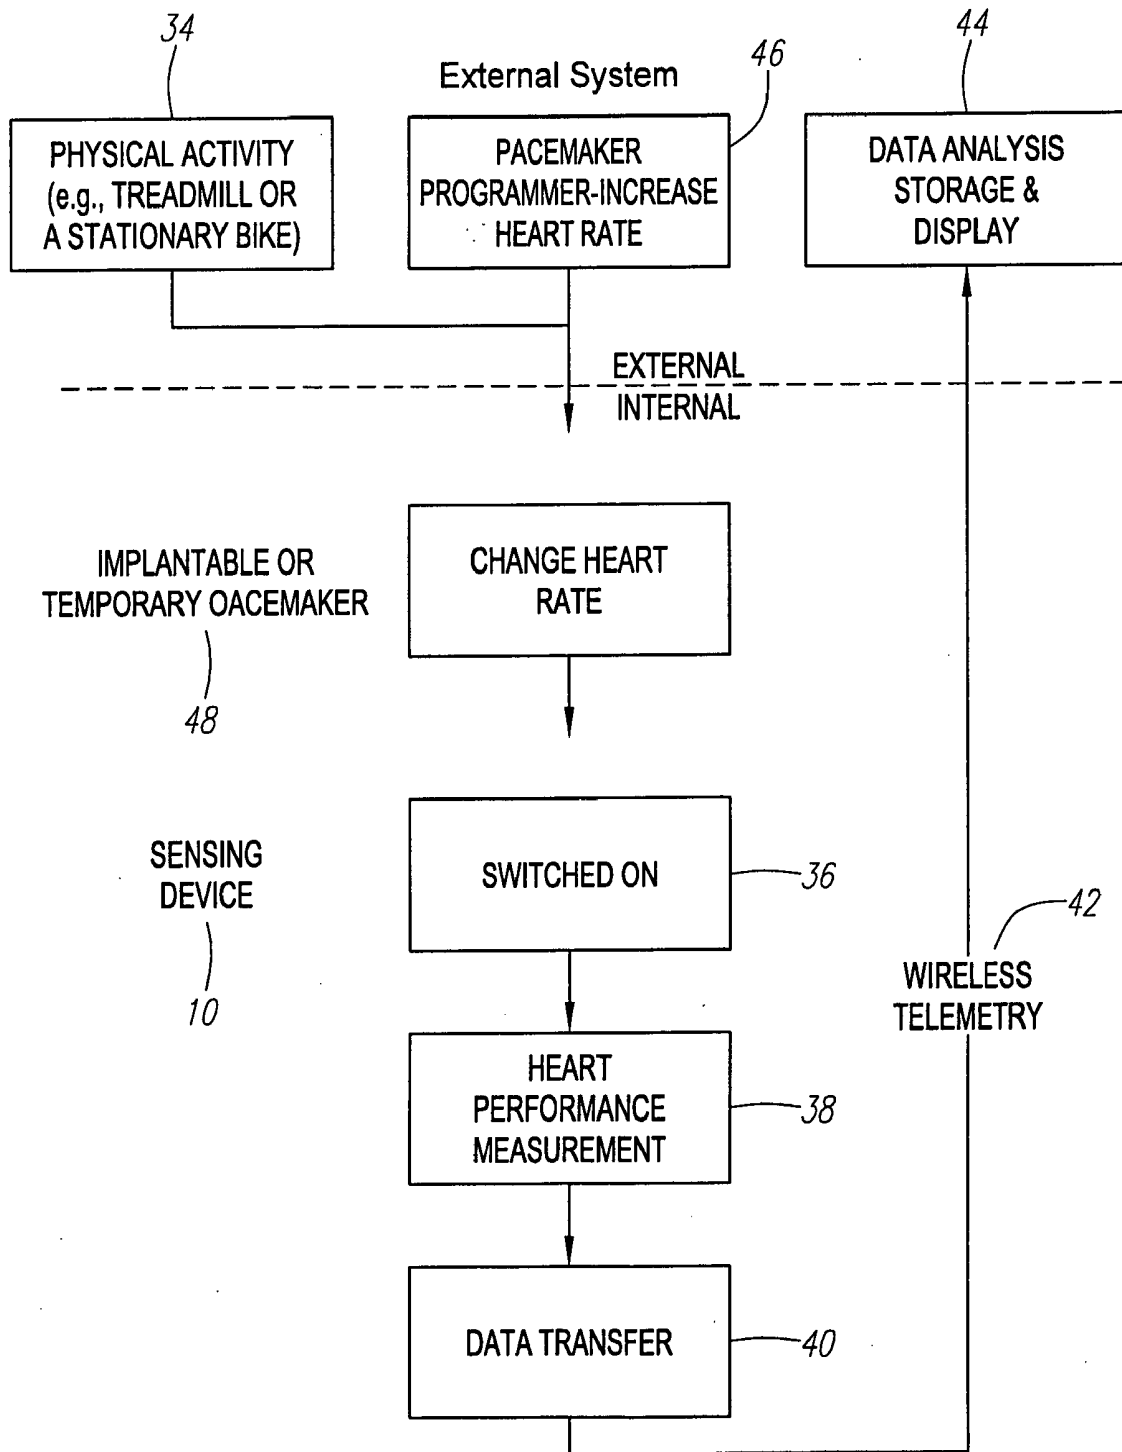 34
External System
46
44
PHYSICAL ACTIVITY
(e.g., TREADMILL OR
A STATIONARY BIKE)
PACEMAKER
PROGRAMMER-INCREASE
HEART RATE
DATA ANALYSIS
STORAGE &
DISPLAY
EXTERNAL
INTERNAL
IMPLANTABLE OR
TEMPORARY OACEMAKER
48
CHANGE HEART
RATE
SENSING
DEVICE
10
SWITCHED ON
36
42
WIRELESS
TELEMETRY
HEART
PERFORMANCE
MEASUREMENT
38
DATA TRANSFER
40